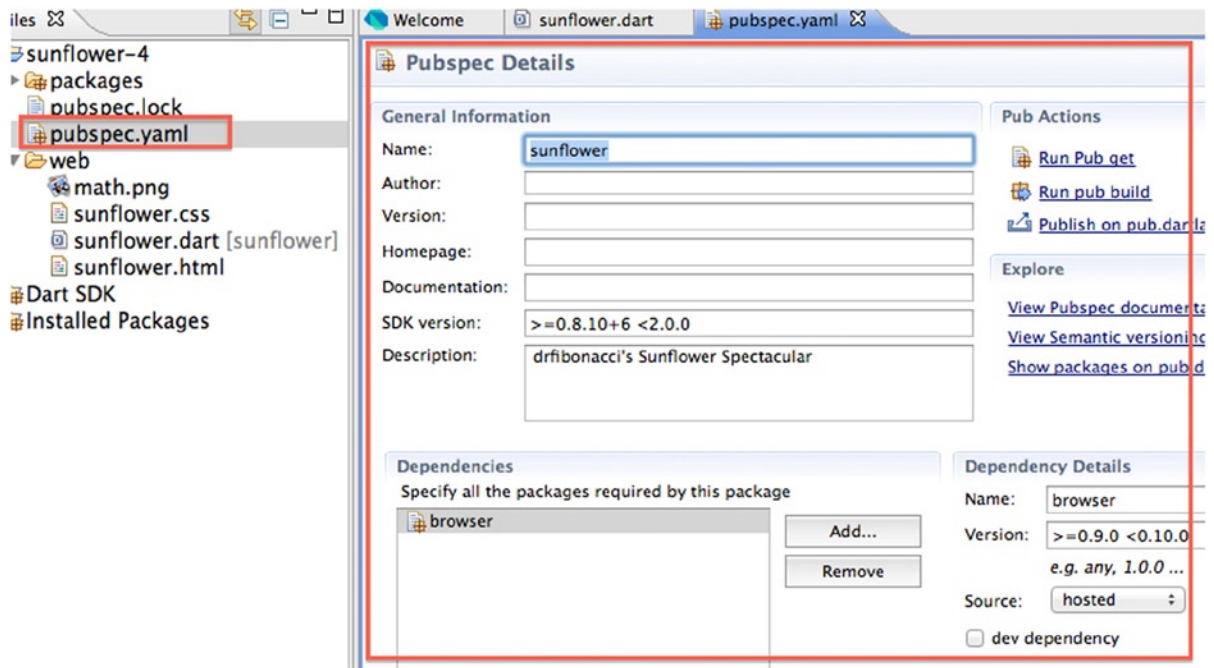 iles
Welcome
sunflower.dart
pubspec.yaml
sunflower-4
packages
pubspec.lock
pubspec.yaml
web
math.png
sunflower.css
sunflower.dart [sunflower]
sunflower.html
Dart SDK
Installed Packages
Pubspec Details
General Information
Name: sunflower
Author:
Version:
Homepage:
Documentation:
SDK version: >=0.8.10+6 <2.0.0
Description: drfibonacci's Sunflower Spectacular
Pub Actions
Run Pub get
Run pub build
Publish on pub.dartla
Explore
View Pubspec documenta
View Semantic versioning
Show packages on pub.d
Dependencies
Specify all the packages required by this package
browser
Add...
Remove
Dependency Details
Name: browser
Version: >=0.9.0 <0.10.0
e.g. any, 1.0.0 ...
Source: hosted
dev dependency